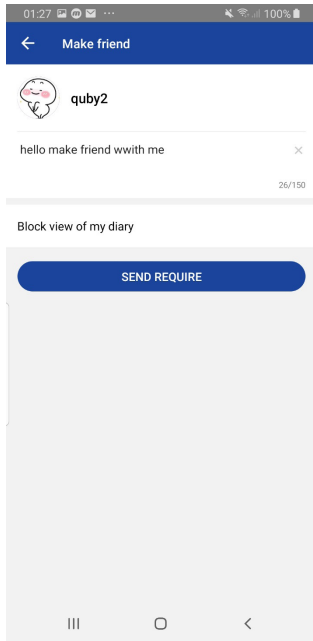 01:27 100%
Make friend
quby2
hello make friend wwith me
26/150
Block view of my diary
SEND REQUIRE